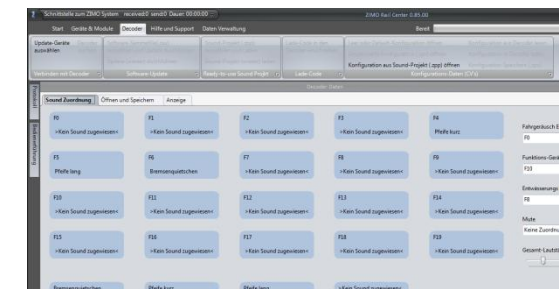 Schnittstelle zum ZIMO System received:0 send:0 Dauer: 00:00:00
ZIMO Rail Center 0.85.00
Start Geräte & Module Decoder Hilfe und Support Daten-Verwaltung
Bereit
Update-Geräte
auswählen
Konfiguration aus Sound-Projekt (.zpp) öffnen
Verbinden mit Decoder
Software-Update
Ready-to-use Sound Projekt
Lade-Code
Konfigurations-Daten (CV's)
Decoder Daten
Protokoll
Bedienerführung
Sound Zuordnung Öffnen und Speichern Anzeige
F0 F1 F2 F3 F4
>Kein Sound zugewiesen< >Kein Sound zugewiesen< >Kein Sound zugewiesen< >Kein Sound zugewiesen< Pfeife kurz
Fahrgeräusch E
F8
F5 F6 F7 F8 F9
Pfeife lang Bremsenquietschen >Kein Sound zugewiesen< >Kein Sound zugewiesen< >Kein Sound zugewiesen<
Funktions-Gerä
F10
F10 F11 F12 F13 F14
>Kein Sound zugewiesen< >Kein Sound zugewiesen< >Kein Sound zugewiesen< >Kein Sound zugewiesen< >Kein Sound zugewiesen<
Entwässerungs
F8
Mute
Keine Zuordnu
F15 F16 F17 F18 F19
>Kein Sound zugewiesen< >Kein Sound zugewiesen< >Kein Sound zugewiesen< >Kein Sound zugewiesen< >Kein Sound zugewiesen<
Gesamt-Lautstä
Bremsenquietschen Pfeife kurz Pfeife lang >Kein Sound zugewiesen<